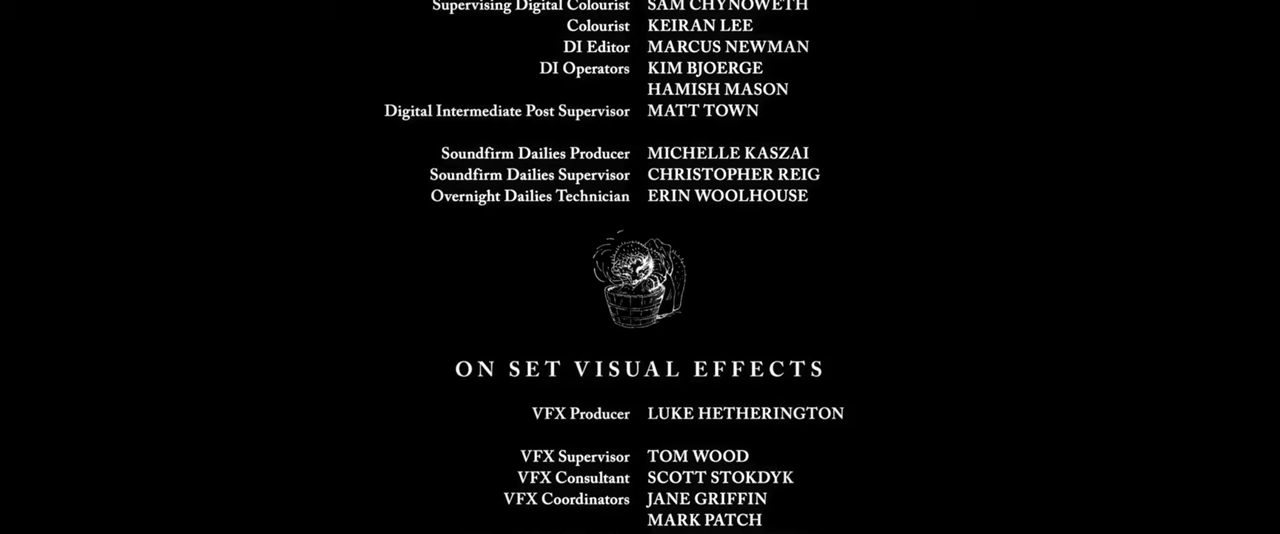 Supervising Digital Colourist SAM CHYNOWETH
Colourist KEIRAN LEE
DI Editor MARCUS NEWMAN
DI Operators KIM BJOERGE
HAMISH MASON
Digital Intermediate Post Supervisor MATT TOWN
Soundfirm Dailies Producer MICHELLE KASZAI
Soundfirm Dailies Supervisor CHRISTOPHER REIG
Overnight Dailies Technician ERIN WOOLHOUSE
ON SET VISUAL EFFECTS
VFX Producer LUKE HETHERINGTON
VFX Supervisor TOM WOOD
VFX Consultant SCOTT STOKDYK
VFX Coordinators JANE GRIFFIN
MARK PATCH